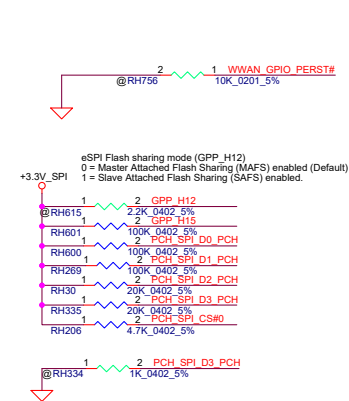 2 1 WWAN_GPIO_PERST#
@RH756 10K_0201_5%
eSPI Flash sharing mode (GPP_H12)
0 = Master Attached Flash Sharing (MAFS) enabled (Default)
+3.3V_SPI 1 = Slave Attached Flash Sharing (SAFS) enabled.
1 2 GPP_H12
@RH615 2.2K_0402_5%
1 2 GPP_H15
RH601 100K_0402_5%
1 2 PCH_SPI_D0_PCH
RH600 100K_0402_5%
1 2 PCH_SPI_D1_PCH
RH269 100K_0402_5%
1 2 PCH_SPI_D2_PCH
RH30 20K_0402_5%
1 2 PCH_SPI_D3_PCH
RH335 20K_0402_5%
1 2 PCH_SPI_CS#0
RH206 4.7K_0402_5%
1 2 PCH_SPI_D3_PCH
@RH334 1K_0402_5%